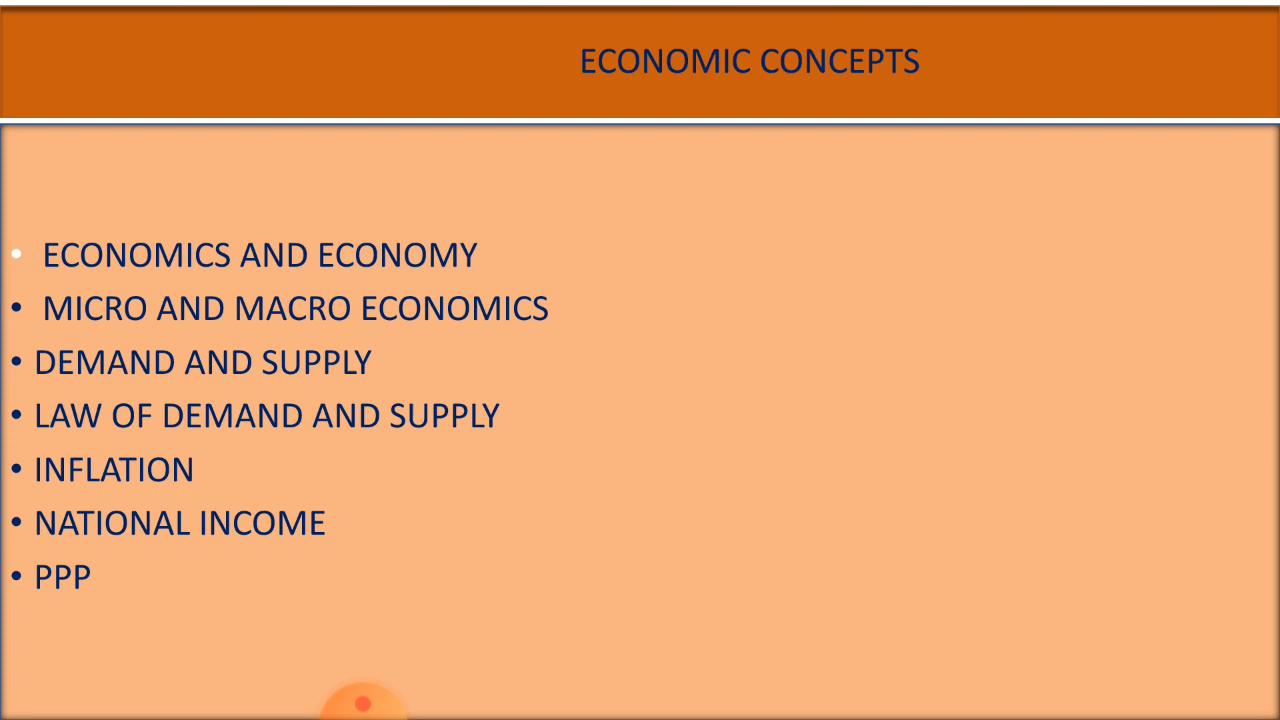 ECONOMIC CONCEPTS
• ECONOMICS AND ECONOMY
• MICRO AND MACRO ECONOMICS
• DEMAND AND SUPPLY
• LAW OF DEMAND AND SUPPLY
• INFLATION
• NATIONAL INCOME
• PPP